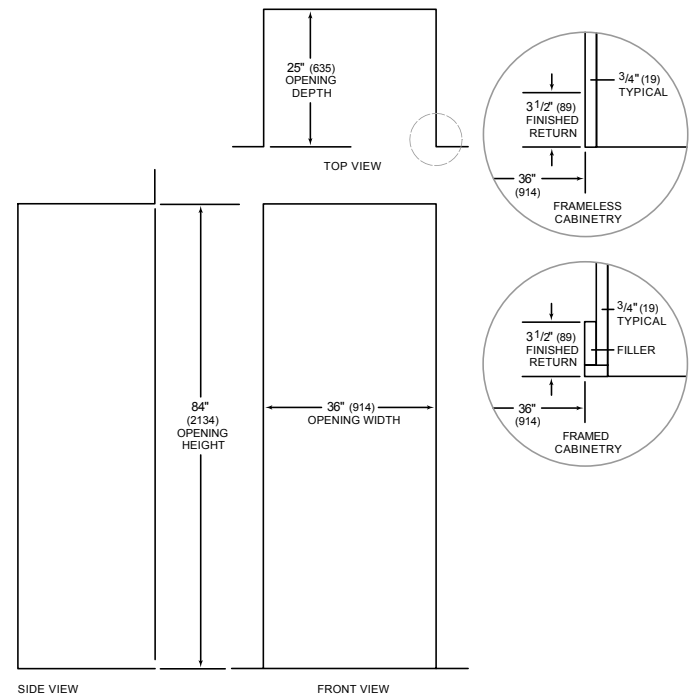 25" (635)
OPENING
DEPTH
TOP VIEW
3/4" (19)
TYPICAL
3 1/2" (89)
FINISHED
RETURN
36"
(914)
FRAMELESS
CABINETRY
3/4" (19)
TYPICAL
3 1/2" (89)
FINISHED
RETURN
FILLER
36"
(914)
FRAMED
CABINETRY
84"
(2134)
OPENING
HEIGHT
36" (914)
OPENING WIDTH
SIDE VIEW
FRONT VIEW